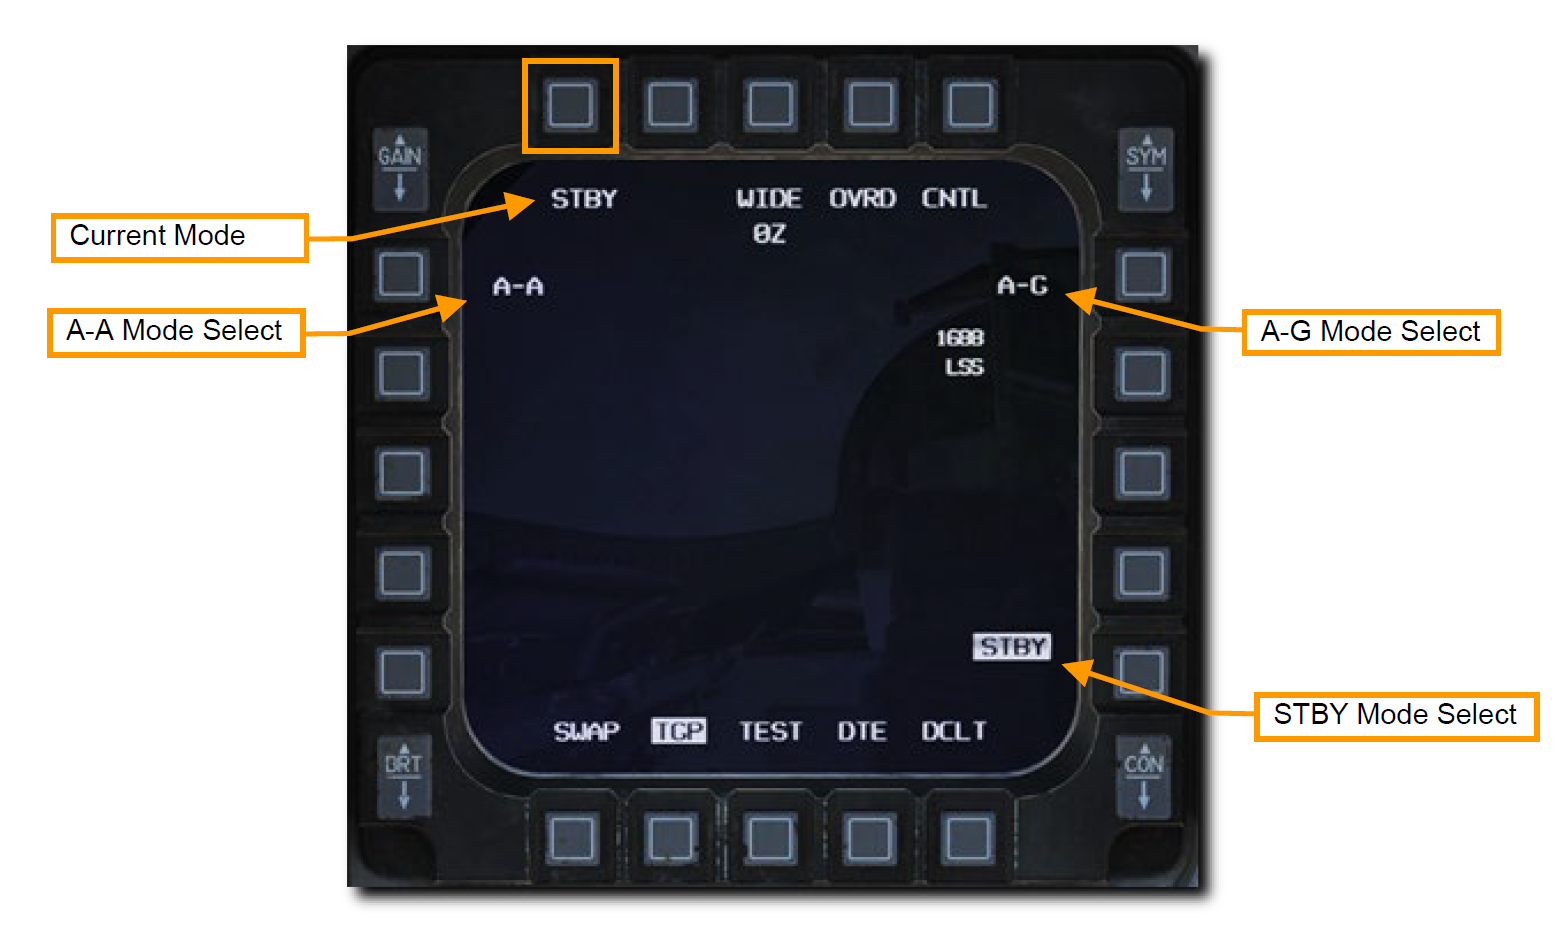 GAIN
SYM
STBY
WIDE
OVRD
CNTL
0Z
Current Mode
A-A
A-G
A-A Mode Select
A-G Mode Select
1688
LSS
STBY
STBY Mode Select
SWAP
TCP
TEST
DTE
DCLT
BRT
CON